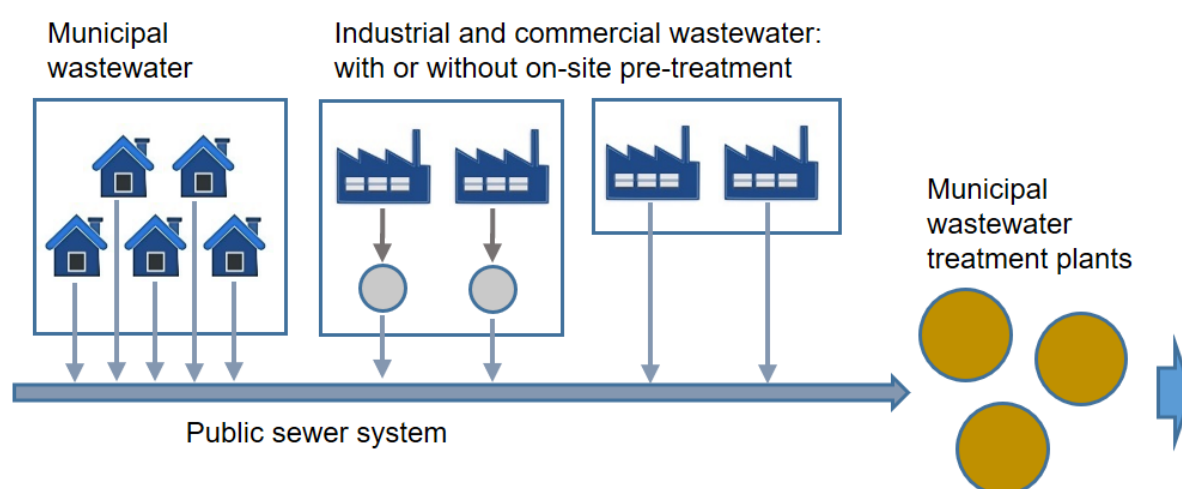 Municipal
wastewater
Industrial and commercial wastewater:
with or without on-site pre-treatment
Municipal
wastewater
treatment plants
Public sewer system